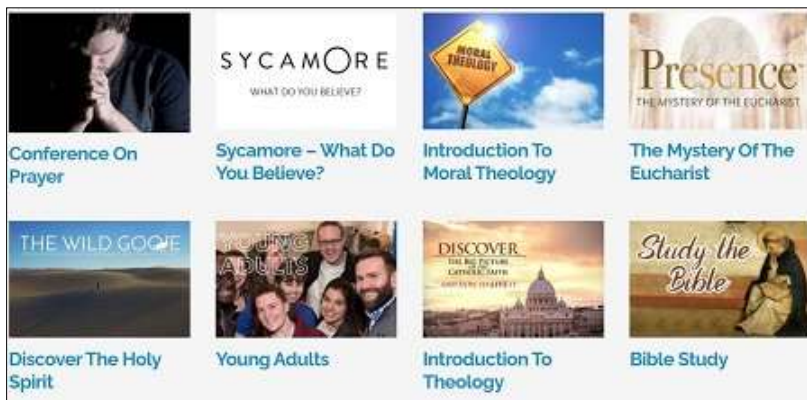 MORAL
THEOLOGY
SYCAMORE
WHAT DO YOU BELIEVE?
Presence
THE MYSTERY OF THE EUCHARIST
Conference On
Prayer
Sycamore – What Do
You Believe?
Introduction To
Moral Theology
The Mystery Of The
Eucharist
THE WILD GOOSE
YOUNG
ADULTS
DISCOVER
THE BIG PICTURE
OF THE
CATHOLIC FAITH
Study the
Bible
Discover The Holy
Spirit
Young Adults
Introduction To
Theology
Bible Study